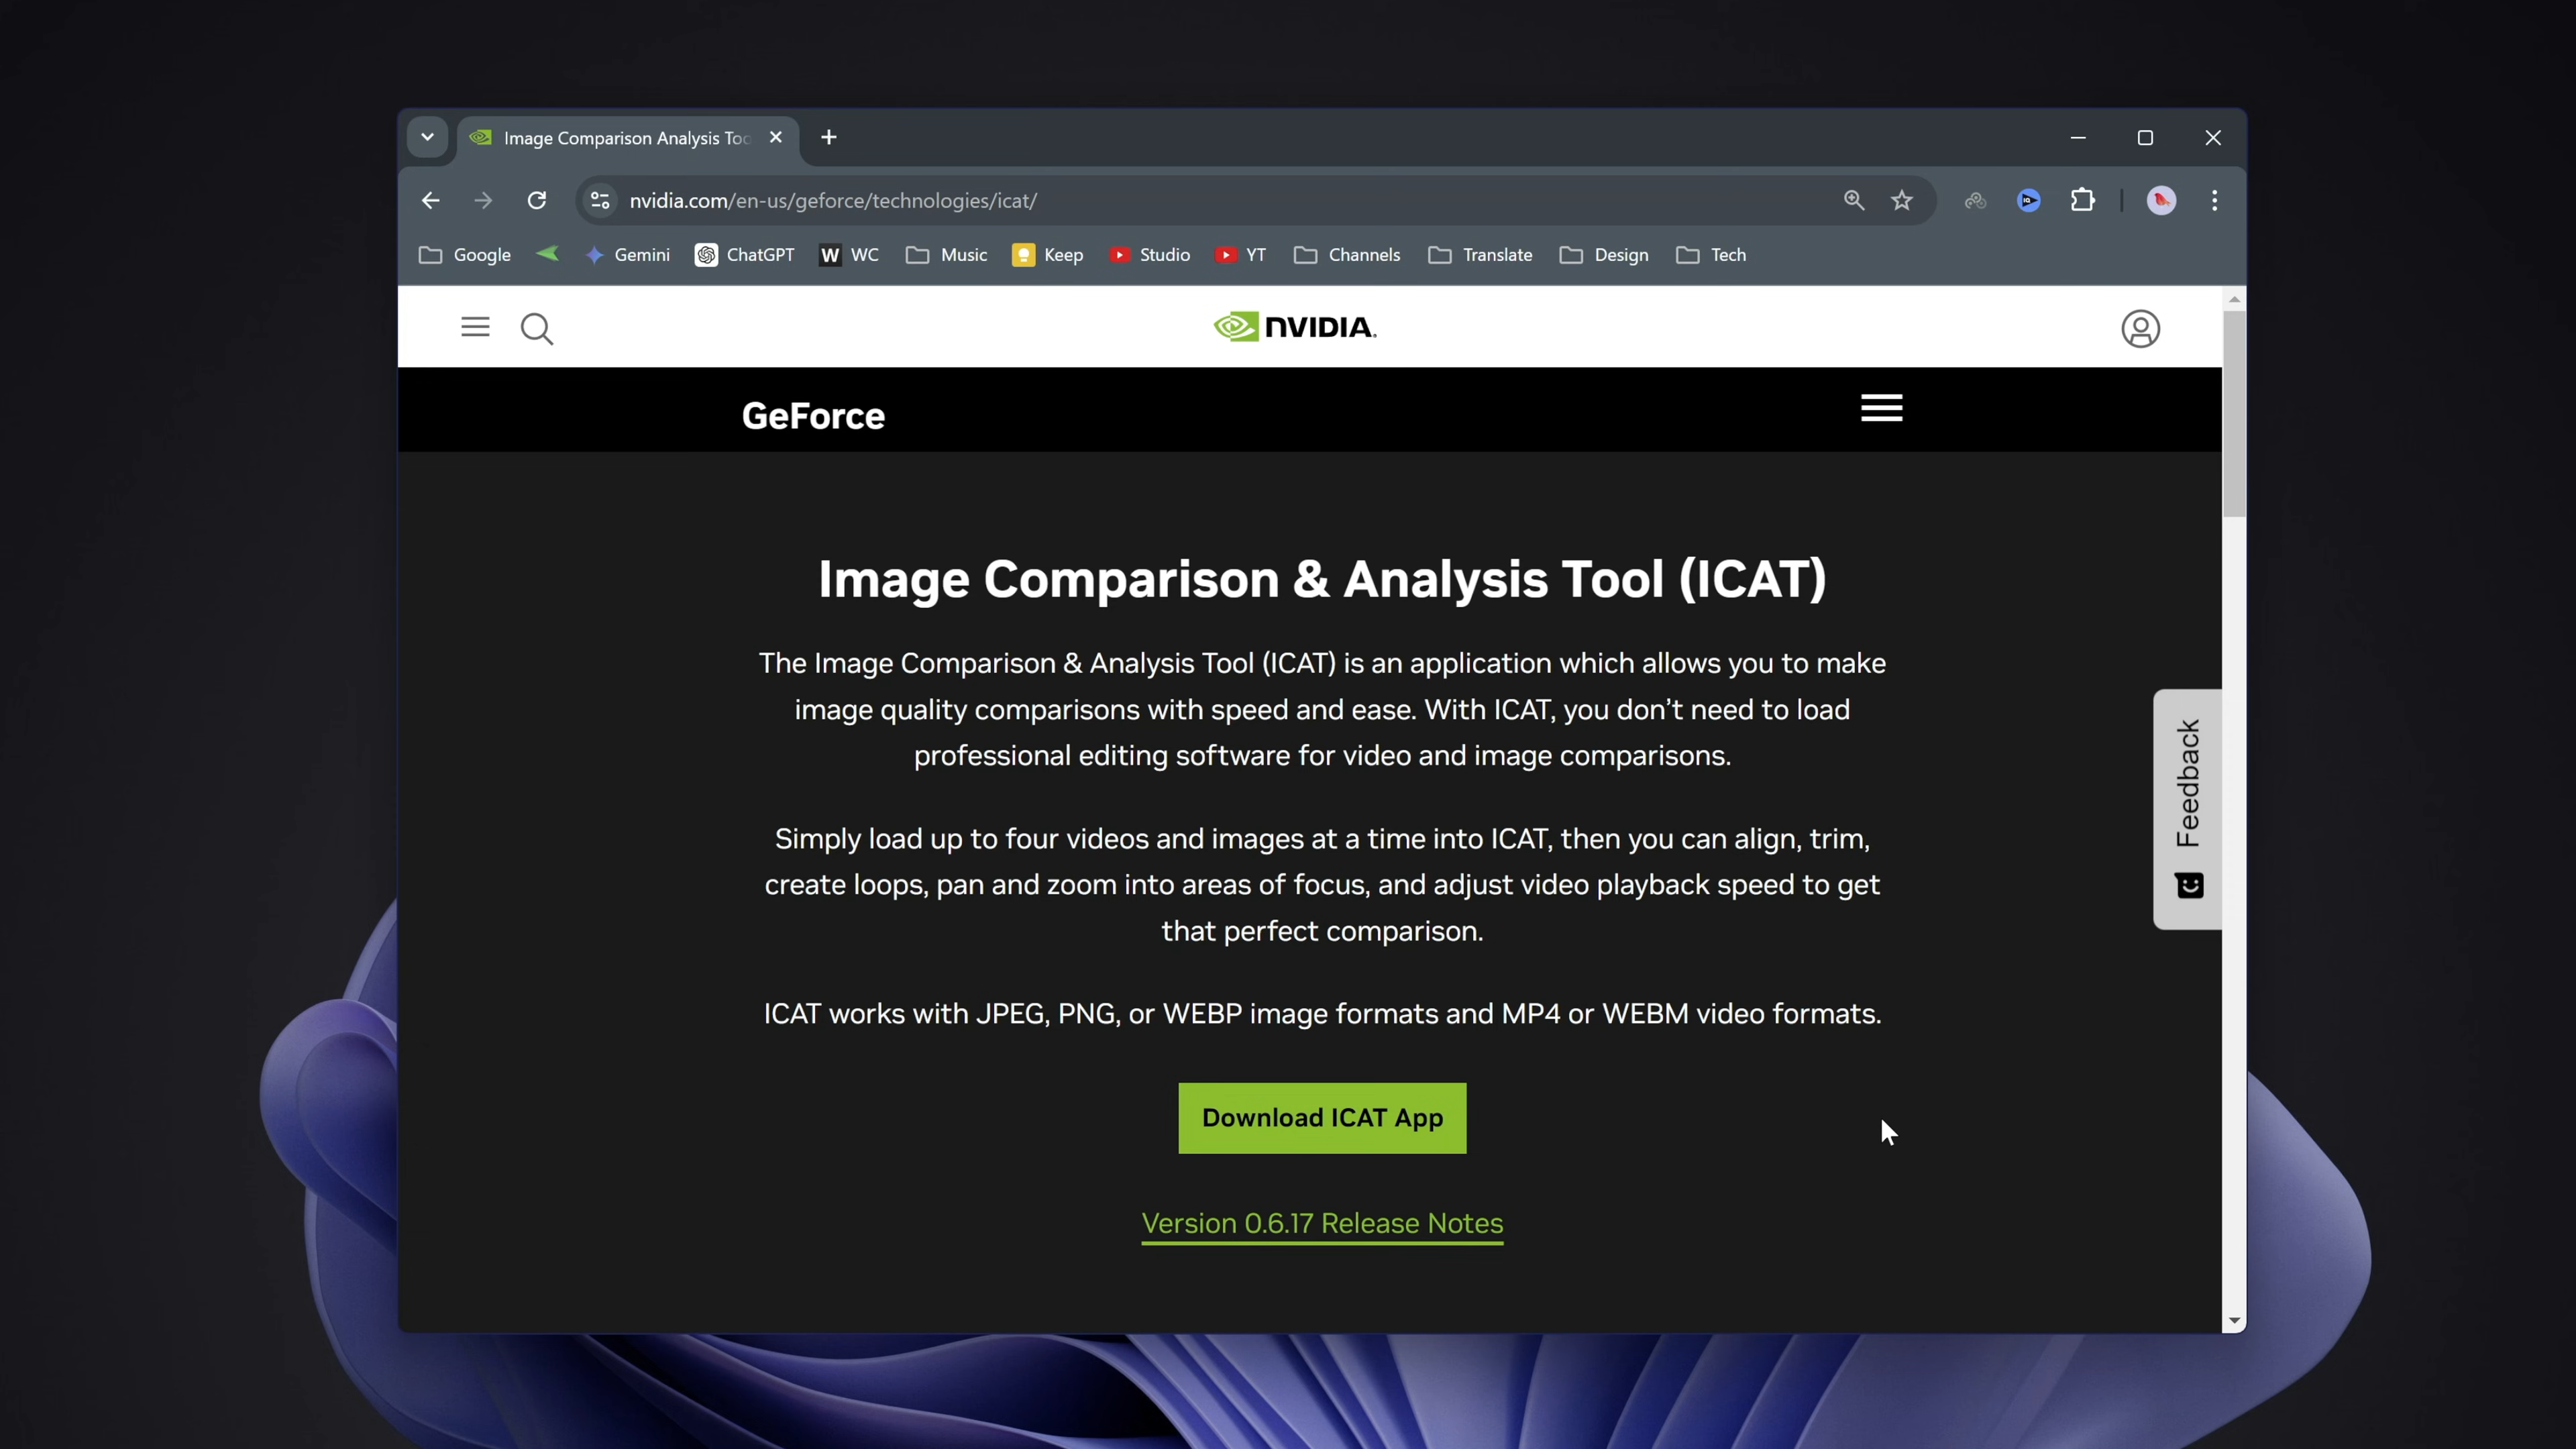 Image Comparison Analysis Too
nvidia.com/en-us/geforce/technologies/icat/
Google
Gemini
ChatGPT
W WC
Music
Keep
Studio
YT
Channels
Translate
Design
Tech
NVIDIA.
GeForce
Image Comparison & Analysis Tool (ICAT)
The Image Comparison & Analysis Tool (ICAT) is an application which allows you to make
image quality comparisons with speed and ease. With ICAT, you don’t need to load
professional editing software for video and image comparisons.
Simply load up to four videos and images at a time into ICAT, then you can align, trim,
create loops, pan and zoom into areas of focus, and adjust video playback speed to get
that perfect comparison.
ICAT works with JPEG, PNG, or WEBP image formats and MP4 or WEBM video formats.
Download ICAT App
Version 0.6.17 Release Notes
Feedback